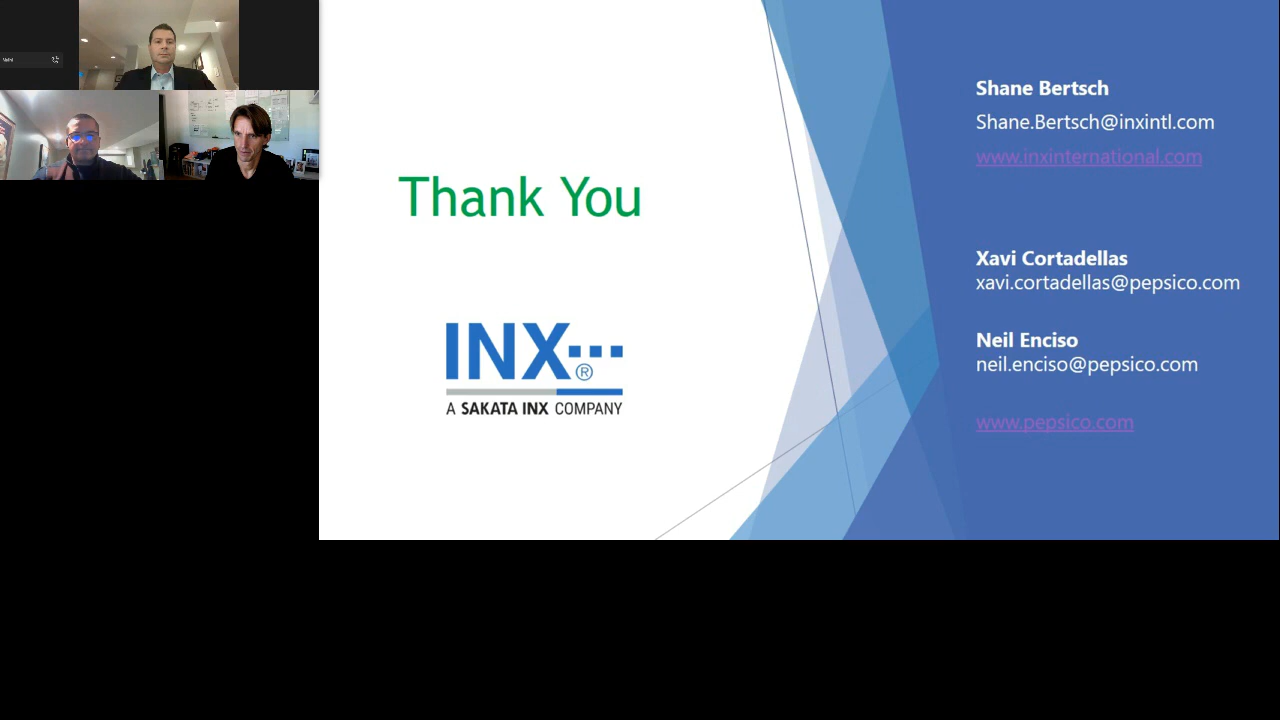 Thank You
INX
®
A SAKATA INX COMPANY
Shane Bertsch
Shane.Bertsch@inxintl.com
www.inxinternational.com
Xavi Cortadellas
xavi.cortadellas@pepsico.com
Neil Enciso
neil.enciso@pepsico.com
www.pepsico.com